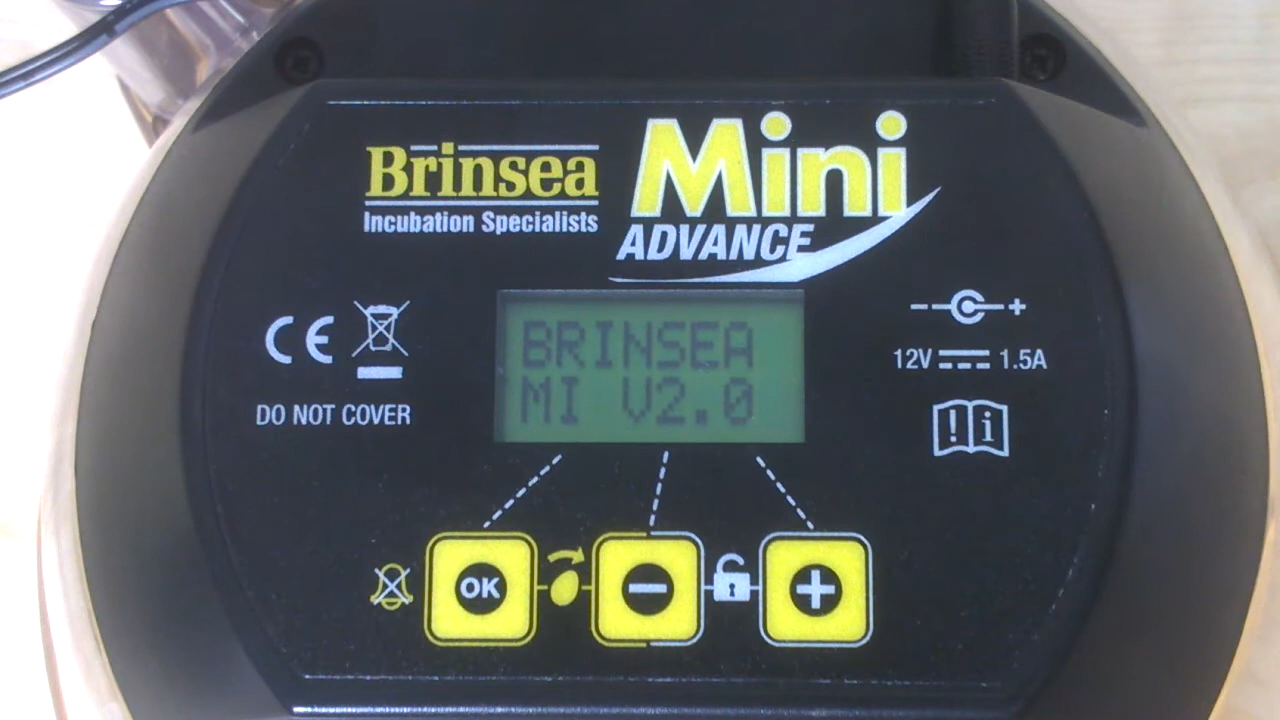 Brinsea
Incubation Specialists
Mini
ADVANCE
BRINSEA
MI V2.0
CE
DO NOT COVER
- +
12V 1.5A
! i
OK - +